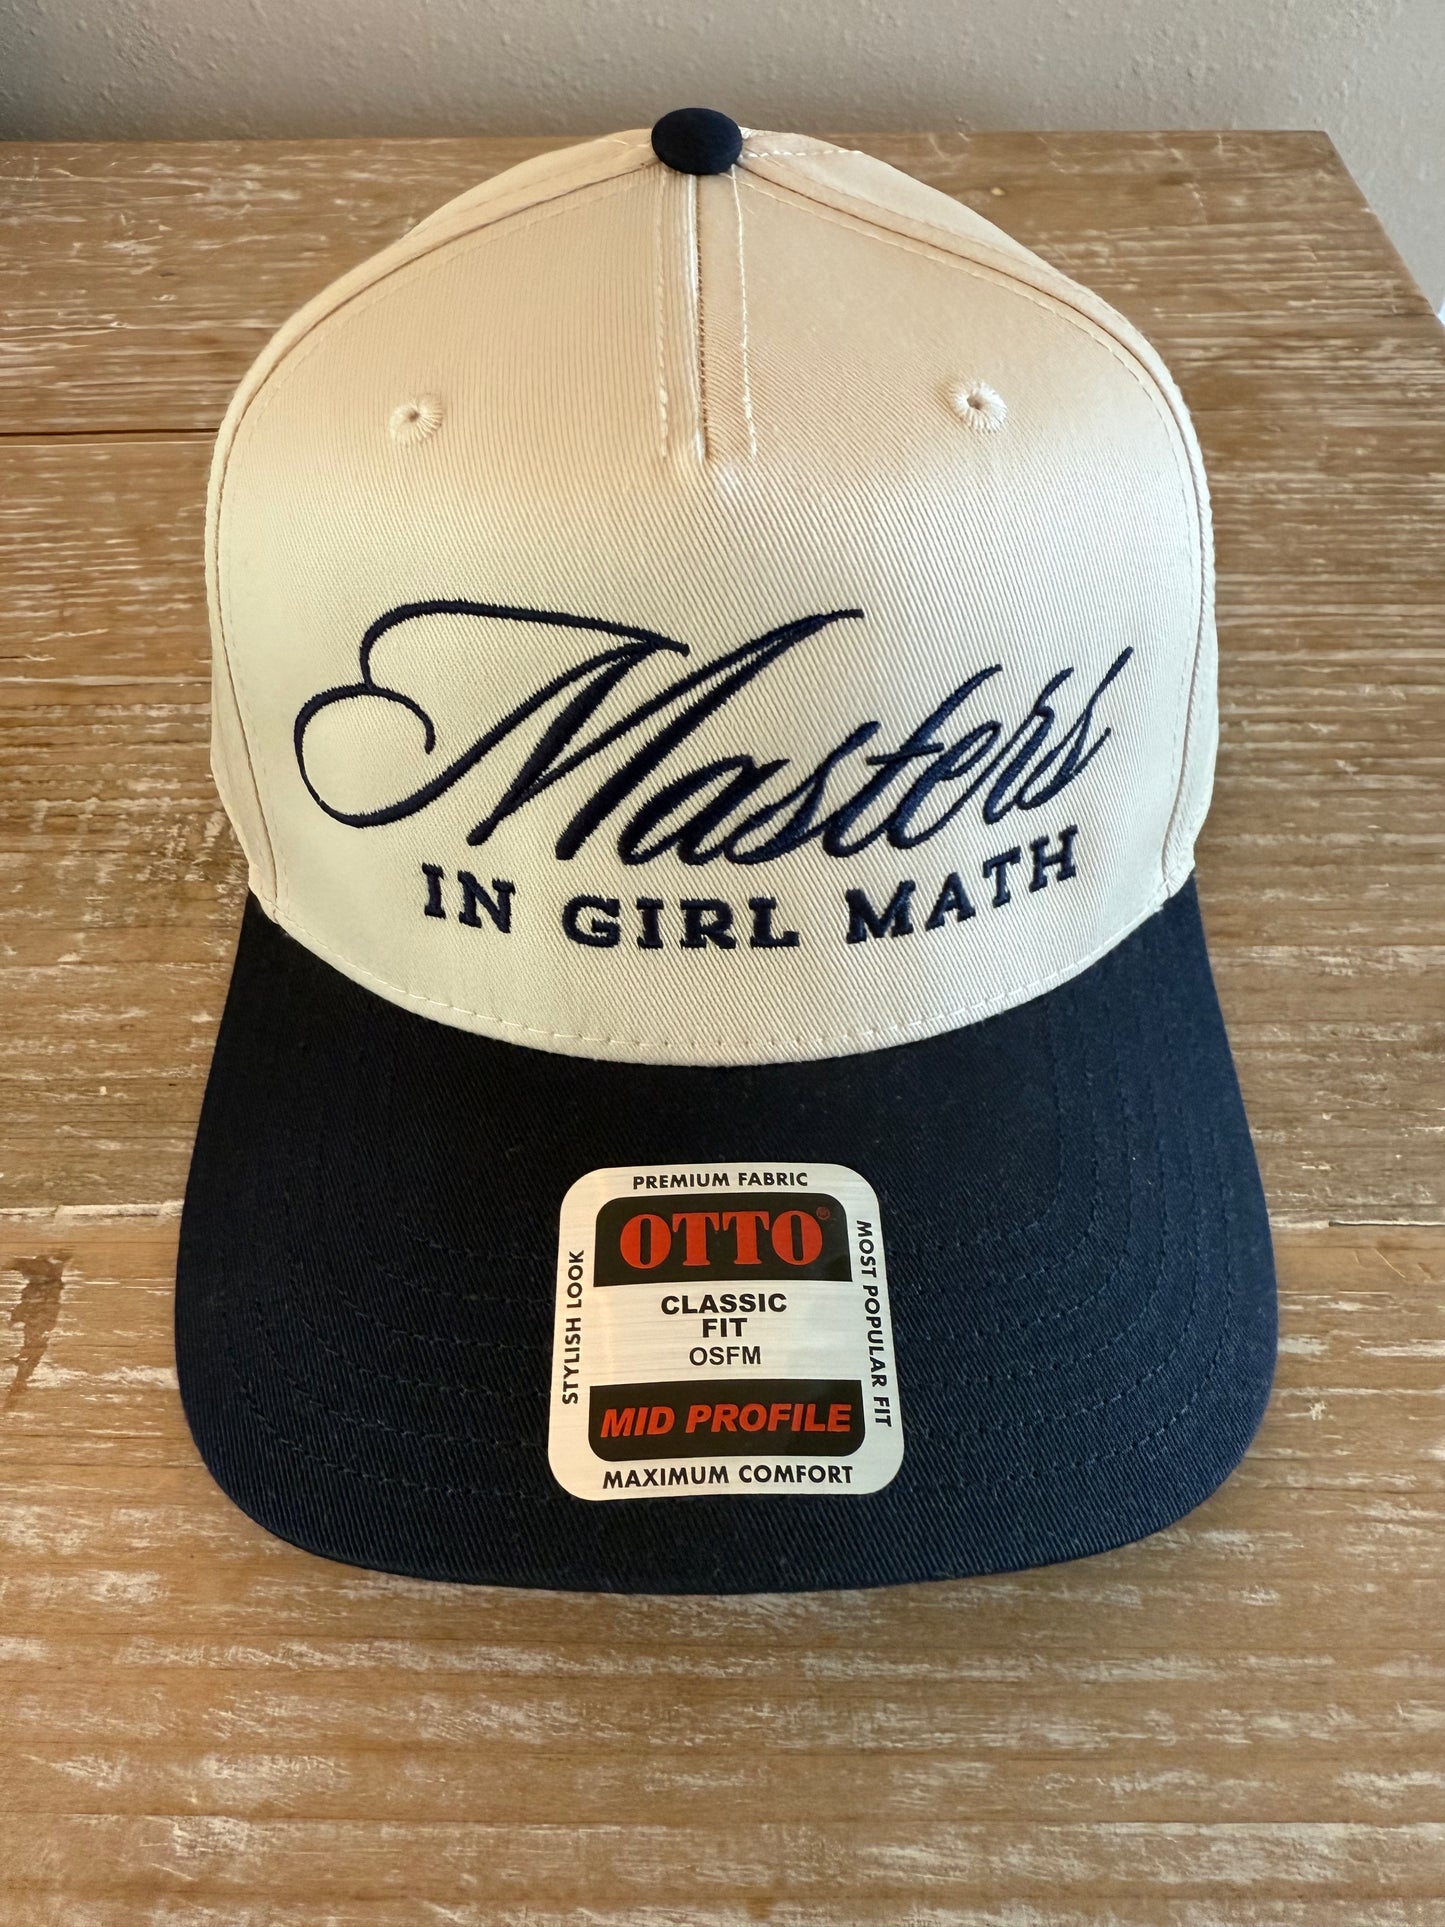 Masters
IN GIRL MATH
PREMIUM FABRIC
OTTO®
STYLISH LOOK
CLASSIC
FIT
OSFM
MOST POPULAR FIT
MID PROFILE
MAXIMUM COMFORT